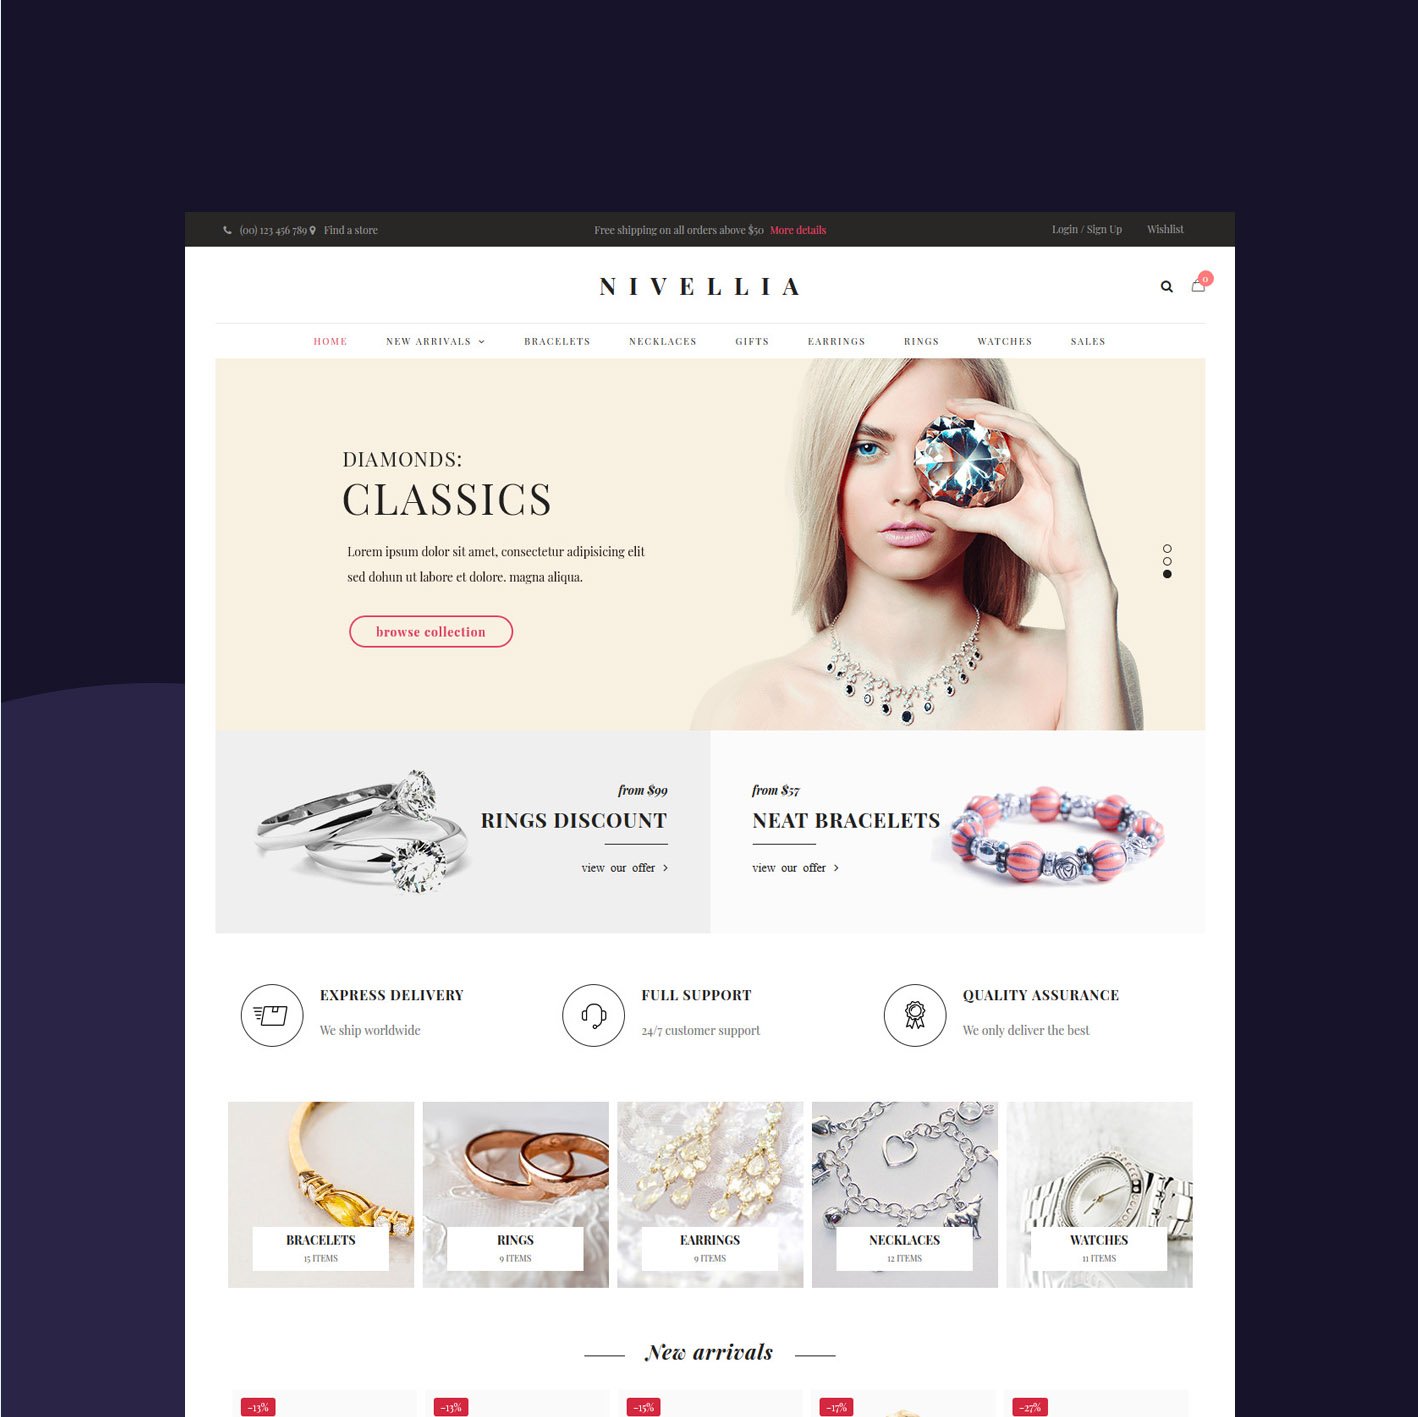 (00) 123 456 789 Find a store
Free shipping on all orders above $50 More details
Login / Sign Up Wishlist
NIVELLIA
0
HOME NEW ARRIVALS BRACELETS NECKLACES GIFTS EARRINGS RINGS WATCHES SALES
DIAMONDS:
CLASSICS
Lorem ipsum dolor sit amet, consectetur adipisicing elit
sed dohun ut labore et dolore. magna aliqua.
browse collection
from $99
RINGS DISCOUNT
view our offer
from $57
NEAT BRACELETS
view our offer
EXPRESS DELIVERY
We ship worldwide
FULL SUPPORT
24/7 customer support
QUALITY ASSURANCE
We only deliver the best
BRACELETS
15 ITEMS
RINGS
9 ITEMS
EARRINGS
9 ITEMS
NECKLACES
12 ITEMS
WATCHES
11 ITEMS
New arrivals
-13%
-13%
-15%
-17%
-27%